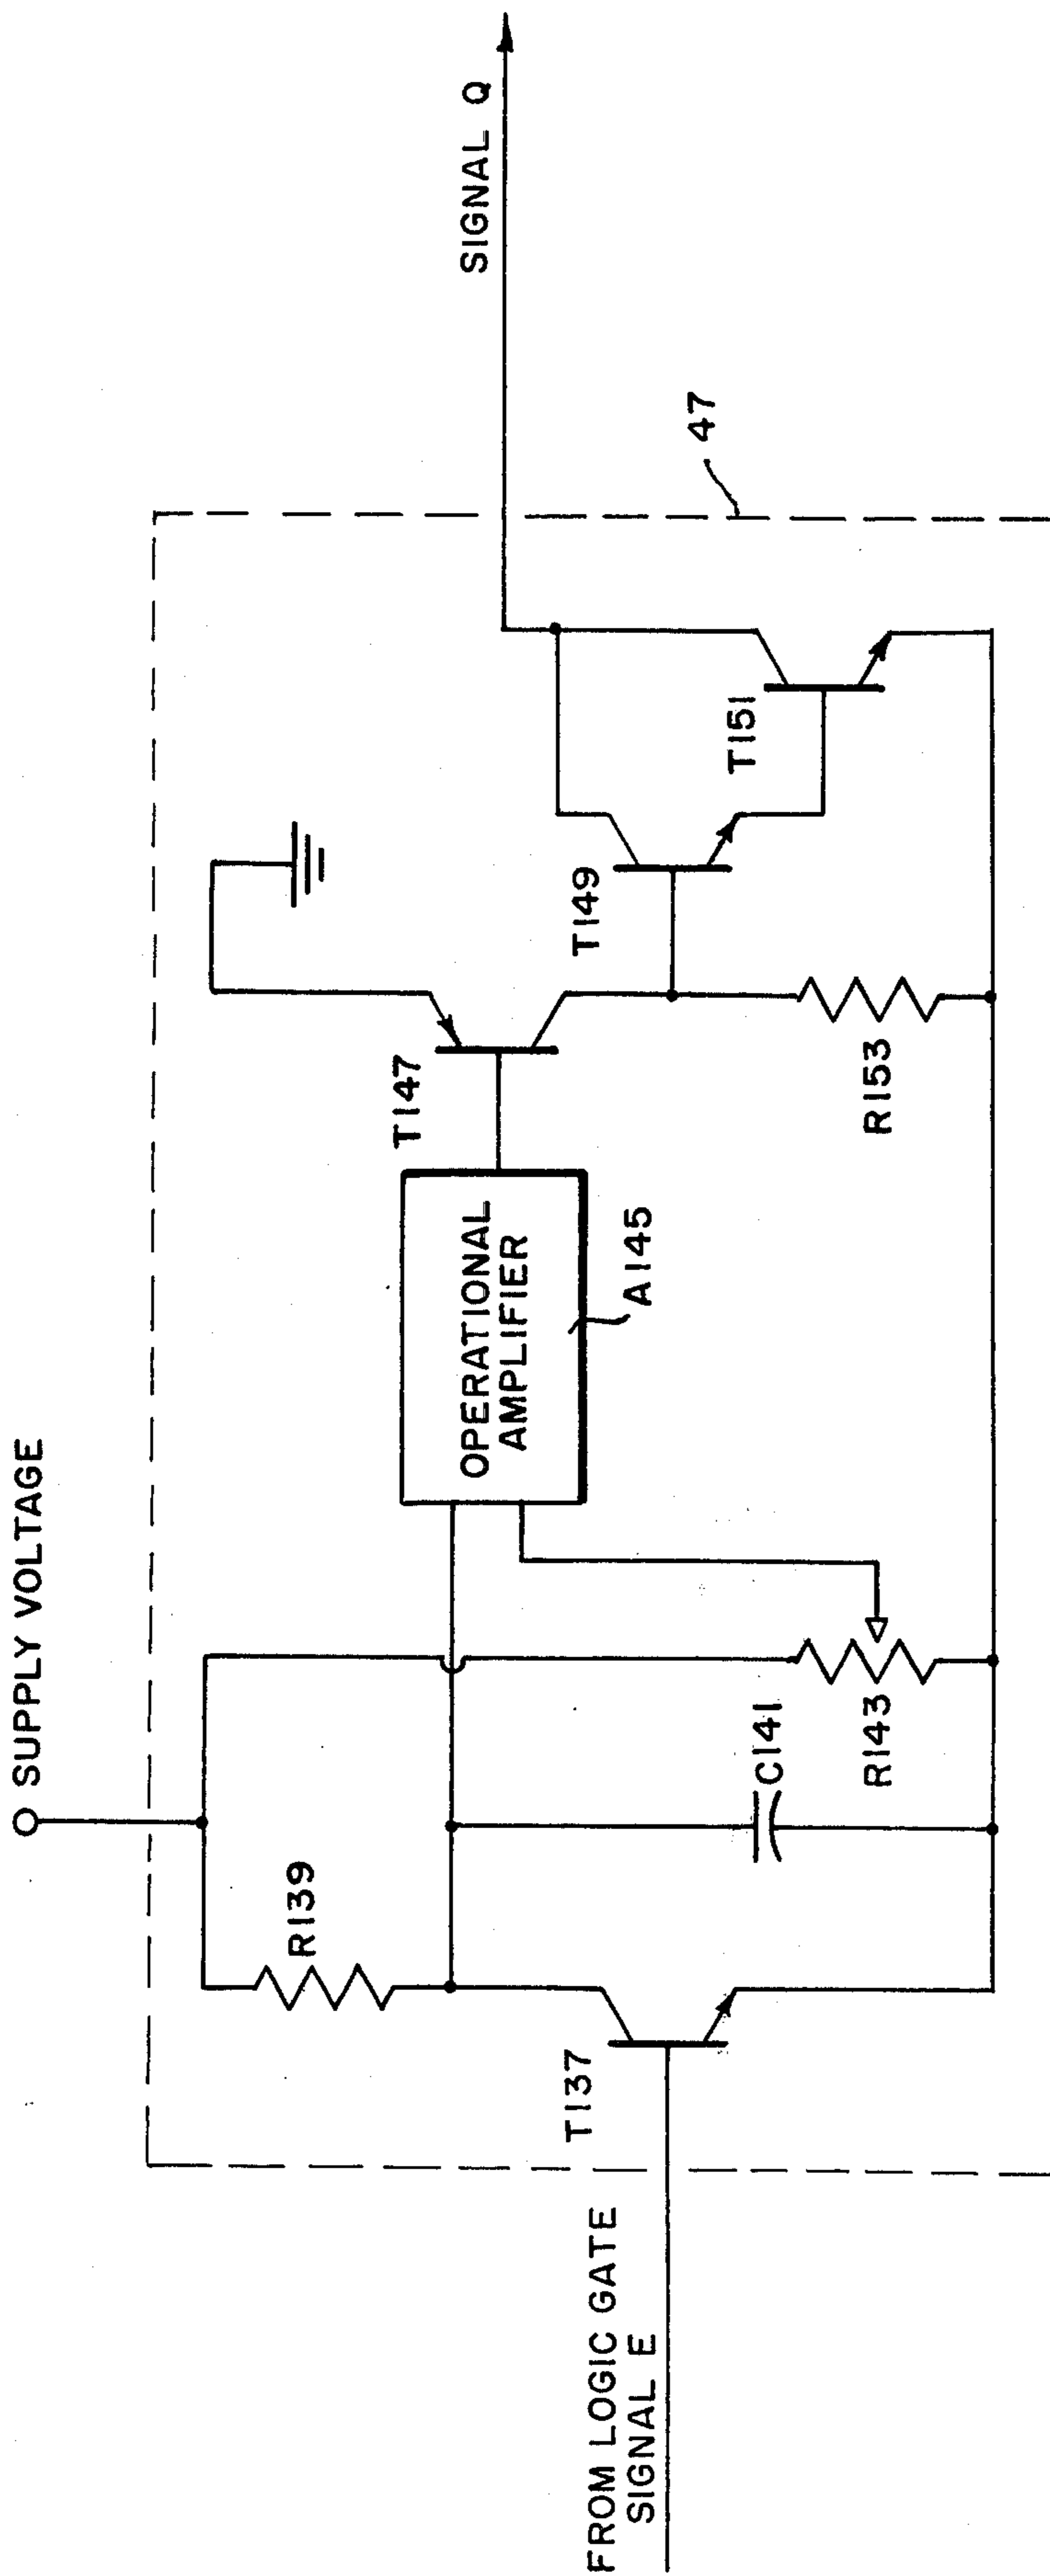 SUPPLY VOLTAGE
R139
T137
C141
R143
OPERATIONAL
AMPLIFIER
A145
T147
R153
T149
T151
47
SIGNAL Q
FROM LOGIC GATE
SIGNAL E